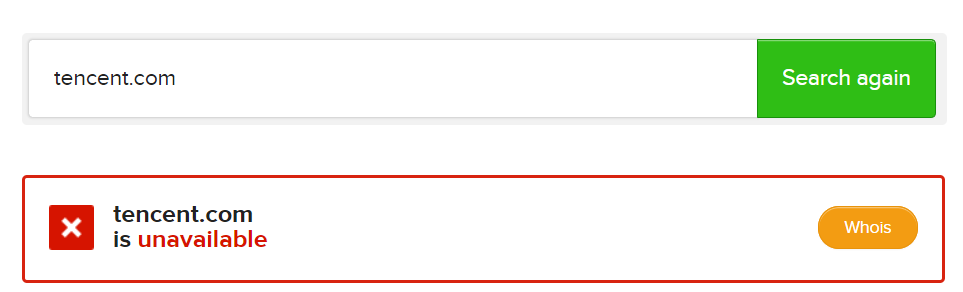 tencent.com
Search again
tencent.com
is unavailable
Whois